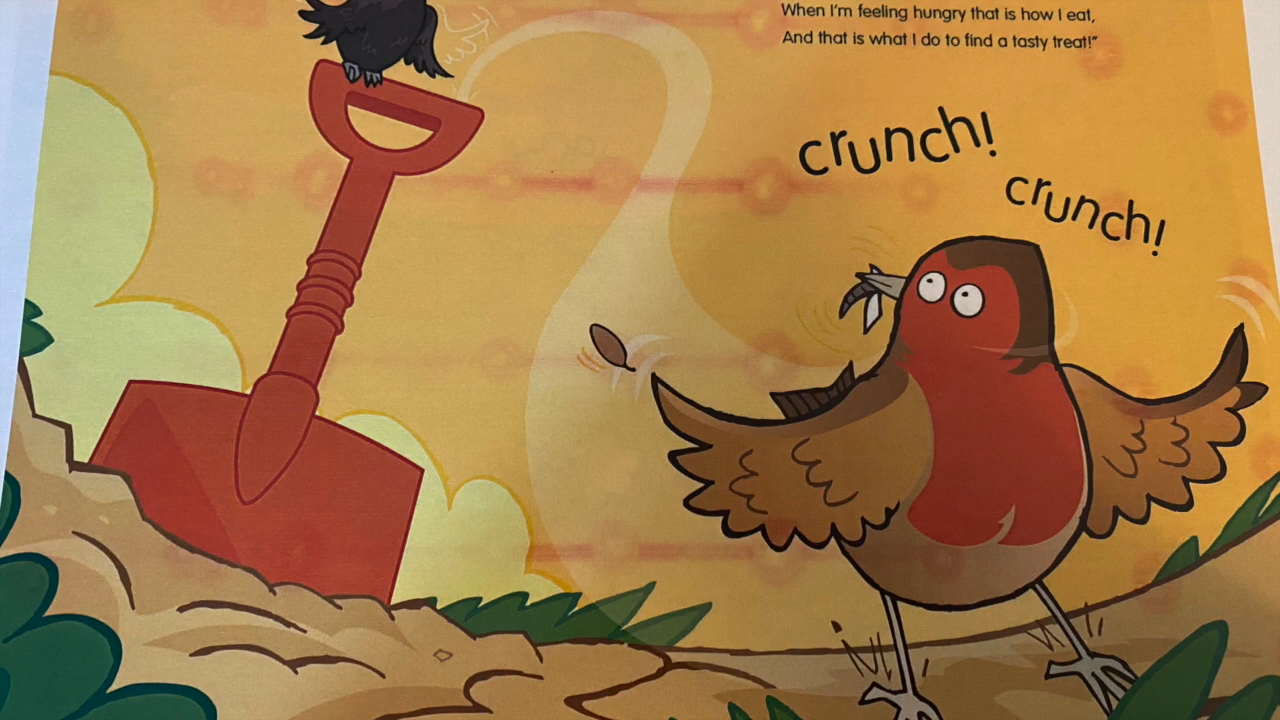 When I'm feeling hungry that is how I eat,
And that is what I do to find a tasty treat!"
crunch!
crunch!